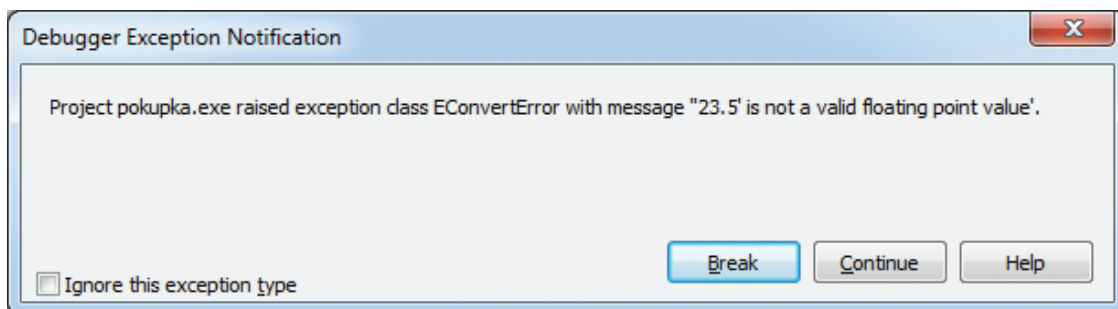 Debugger Exception Notification
Project pokupka.exe raised exception class EConvertError with message ''23.5' is not a valid floating point value'.
Break Continue Help
Ignore this exception type